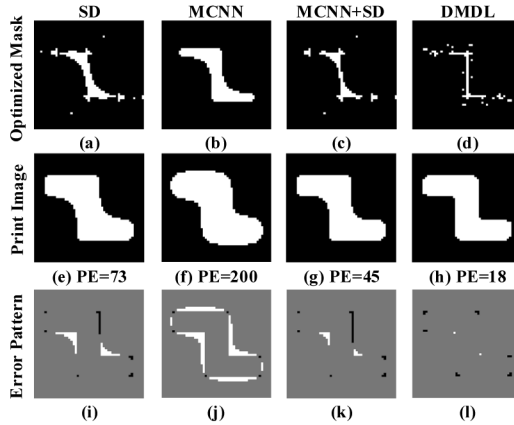 SD MCNN MCNN+SD DMDL
Optimized Mask
(a) (b) (c) (d)
Print Image
(e) PE=73 (f) PE=200 (g) PE=45 (h) PE=18
Error Pattern
(i) (j) (k) (l)